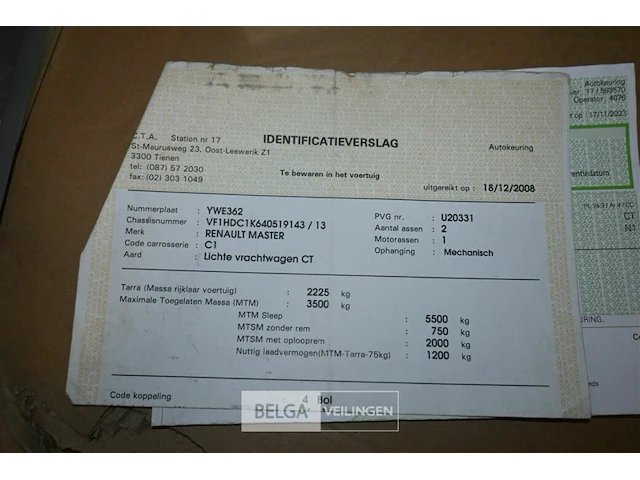 C.T.A. Station nr 17
IDENTIFICATIEVERSLAG
Autokeuring
St-Maurusweg 23, Oost-Leewerik Z1
3300 Tienen
tel: (087) 57 2030
fax: (02) 303 1049
Te bewaren in het voertuig
uitgereikt op : 18/12/2008
Nummerplaat : YWE362
Chassisnummer : VF1HDC1K640519143 / 13
Merk : RENAULT MASTER
Code carrosserie : C1
Aard : Lichte vrachtwagen CT
PVG nr. : U20331
Aantal assen : 2
Motorassen : 1
Ophanging : Mechanisch
Tarra (Massa rijklaar voertuig) : 2225 kg
Maximale Toegelaten Massa (MTM) : 3500 kg
MTM Sleep : 5500 kg
MTSM zonder rem : 750 kg
MTSM met oplooprem : 2000 kg
Nuttig laadvermogen(MTM-Tarra-75kg) : 1200 kg
Code koppeling : 4 Bol
BELGA VEILINGEN
Autokeuring
Operator: 4076
op : 17/11/2023
CT
N1